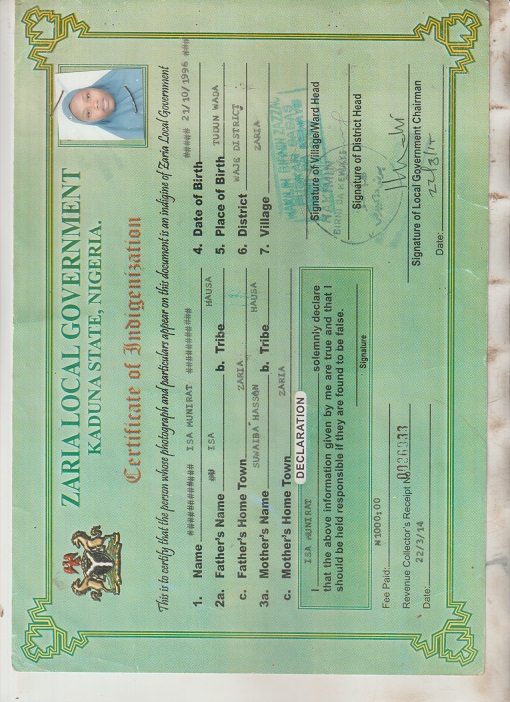 ZARIA LOCAL GOVERNMENT
KADUNA STATE, NIGERIA.
Certificate of Indigenization
This is to certify that the person whose photograph and particulars appear on this document is an indigine of Zaria Local Government
1. Name ############ ISA MUNIRAT ############
2a. Father's Name ISA b. Tribe HAUSA
c. Father's Home Town ZARIA
3a. Mother's Name SUWAIBA HASSAN b. Tribe HAUSA
c. Mother's Home Town ZARIA
4. Date of Birth ##### 21/10/1996 ###
5. Place of Birth TUDUN WADA
6. District WAJE DISTRICT
7. Village ZARIA
DECLARATION
I ISA MUNIRAT solemnly declare
that the above information given by me are true and that I
should be held responsible if they are found to be false.
Signature
Signature of Village/Ward Head
Signature of District Head
Signature of Local Government Chairman
Date: 22/3/14
Fee Paid: ₦1000:00
Revenue Collector's Receipt No
Date: 22/3/14